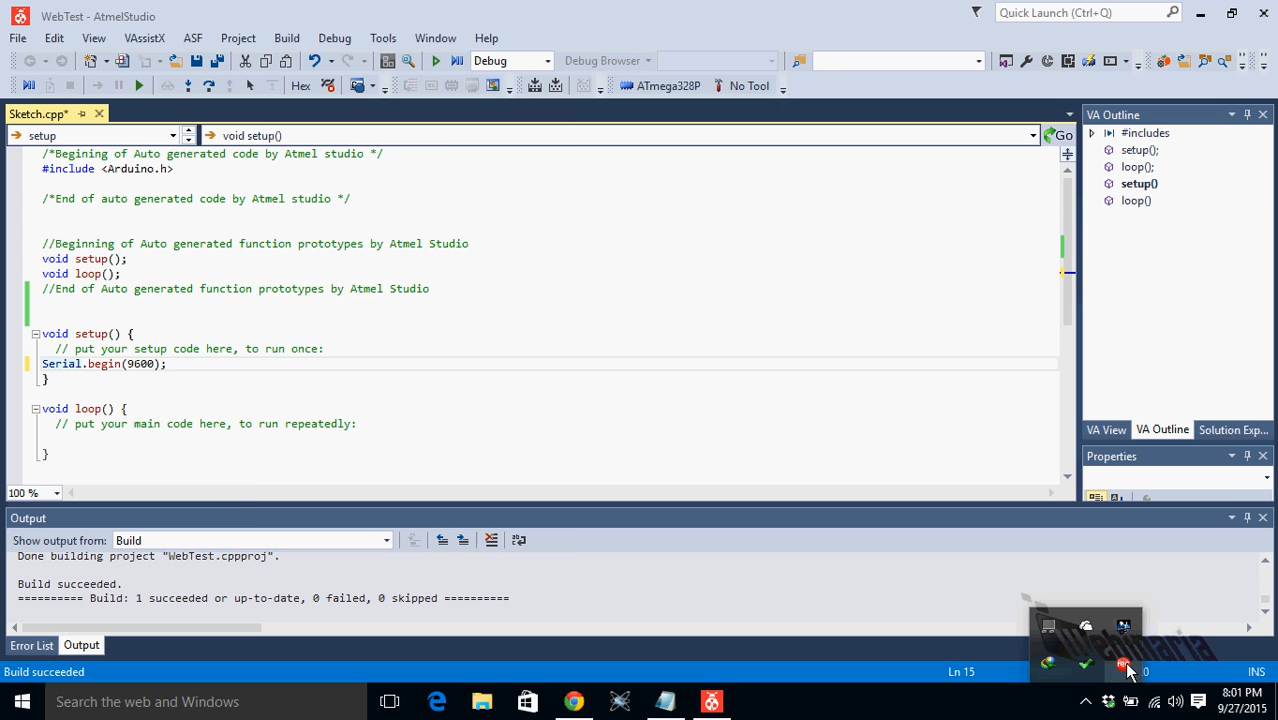 WebTest - AtmelStudio
Quick Launch (Ctrl+Q)
File Edit View VAssistX ASF Project Build Debug Tools Window Help
Debug Debug Browser
Hex ATmega328P No Tool
Sketch.cpp*
setup void setup() Go
/*Begining of Auto generated code by Atmel studio */
#include <Arduino.h>
/*End of auto generated code by Atmel studio */
//Beginning of Auto generated function prototypes by Atmel Studio
void setup();
void loop();
//End of Auto generated function prototypes by Atmel Studio
void setup() {
// put your setup code here, to run once:
Serial.begin(9600);
}
void loop() {
// put your main code here, to run repeatedly:
}
100 %
VA Outline
#includes
setup();
loop();
setup()
loop()
VA View VA Outline Solution Exp...
Properties
Output
Show output from: Build
Done building project "WebTest.cppproj".
Build succeeded.
========== Build: 1 succeeded or up-to-date, 0 failed, 0 skipped ==========
Error List Output
Webinaria
Build succeeded Ln 15 INS
Search the web and Windows
8:01 PM
9/27/2015